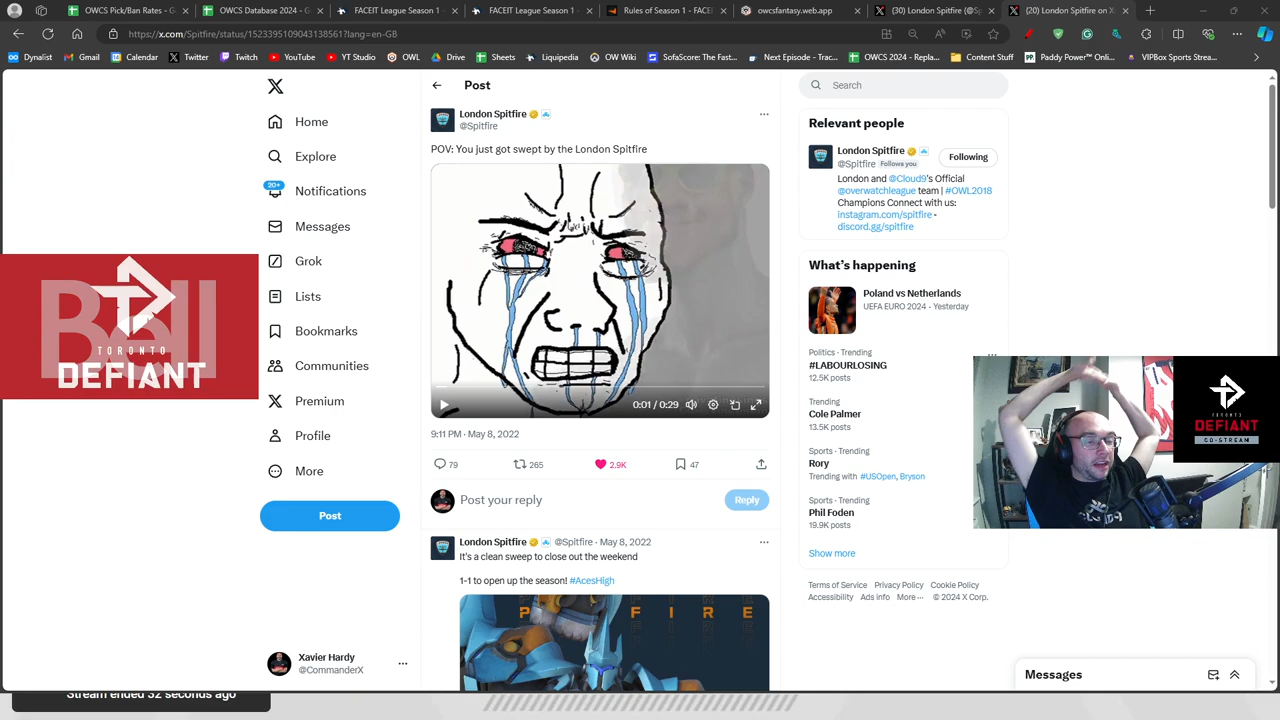 OWCS Pick/Ban Rates - G
OWCS Database 2024 - G
FACEIT League Season 1 -
FACEIT League Season 1 -
Rules of Season 1 - FACE
owcsfantasy.web.app
(30) London Spitfire (@Sp
(20) London Spitfire on X
https://x.com/Spitfire/status/1523395109043138561?lang=en-GB
Dynalist
Gmail
Calendar
Twitter
Twitch
YouTube
YT Studio
OWL
Drive
Sheets
Liquipedia
OW Wiki
SofaScore: The Fast...
Next Episode - Trac...
OWCS 2024 - Repla...
Content Stuff
Paddy Power™ Onli...
VIPBox Sports Strea...
Home
Explore
20+
Notifications
Messages
Grok
Lists
Bookmarks
Communities
Premium
Profile
More
Post
Xavier Hardy
@CommanderX
Post
London Spitfire
@Spitfire
POV: You just got swept by the London Spitfire
0:01 / 0:29
9:11 PM · May 8, 2022
79
265
2.9K
47
Post your reply
Reply
London Spitfire @Spitfire · May 8, 2022
It's a clean sweep to close out the weekend
1-1 to open up the season! #AcesHigh
P F I R E
Search
Relevant people
London Spitfire
@Spitfire Follows you
Following
London and @Cloud9's Official
@overwatchleague team | #OWL2018
Champions Connect with us:
instagram.com/spitfire -
discord.gg/spitfire
What's happening
Poland vs Netherlands
UEFA EURO 2024 · Yesterday
Politics · Trending
#LABOURLOSING
12.5K posts
Trending
Cole Palmer
13.5K posts
Sports · Trending
Rory
Trending with #USOpen, Bryson
Sports · Trending
Phil Foden
19.9K posts
Show more
Terms of Service Privacy Policy Cookie Policy
Accessibility Ads info More ··· © 2024 X Corp.
Messages
Bell
TORONTO
DEFIANT
TORONTO
DEFIANT
CO-STREAM
Stream ended 32 seconds ago